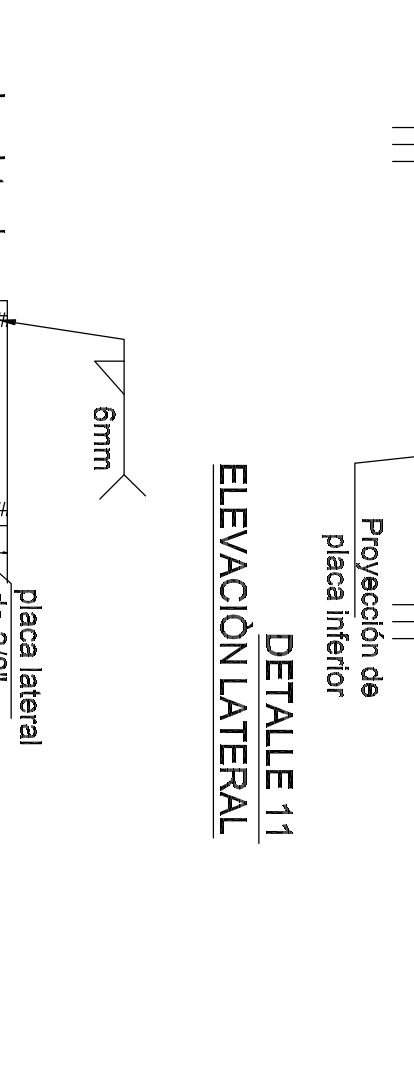 Proyección de
placa inferior
DETALLE 11
ELEVACIÒN LATERAL
6mm
placa lateral